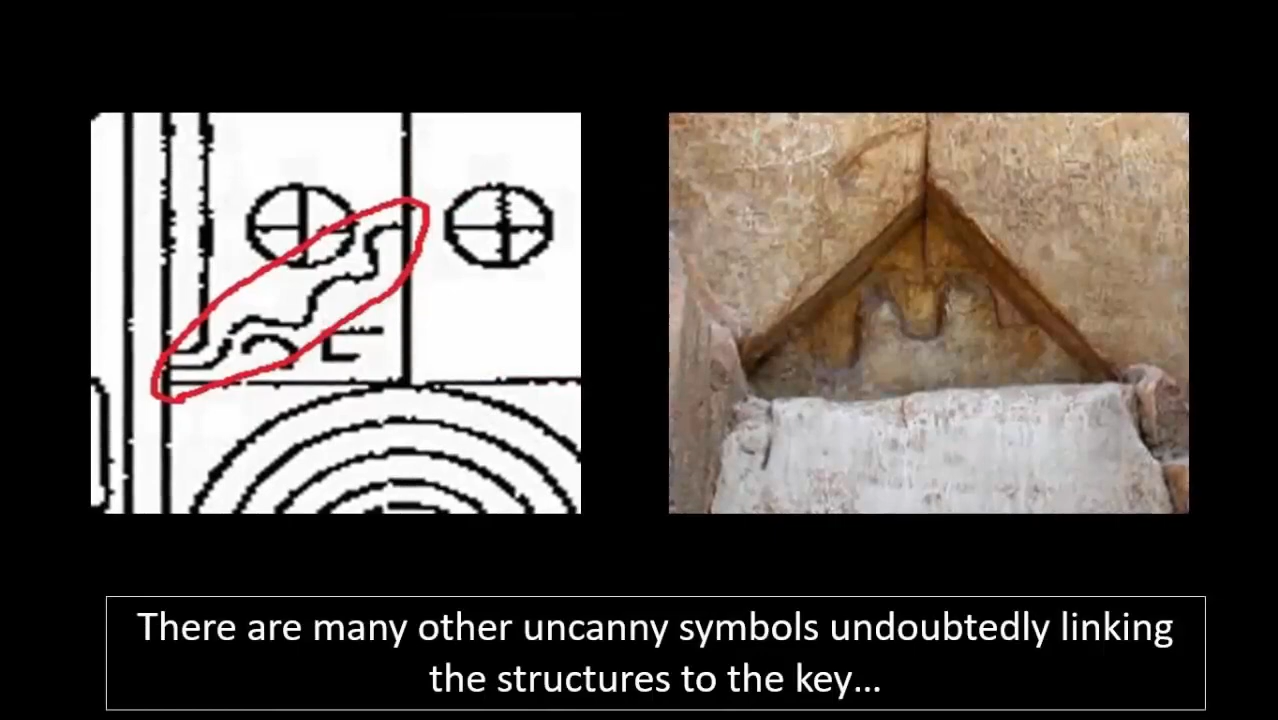 There are many other uncanny symbols undoubtedly linking
the structures to the key...